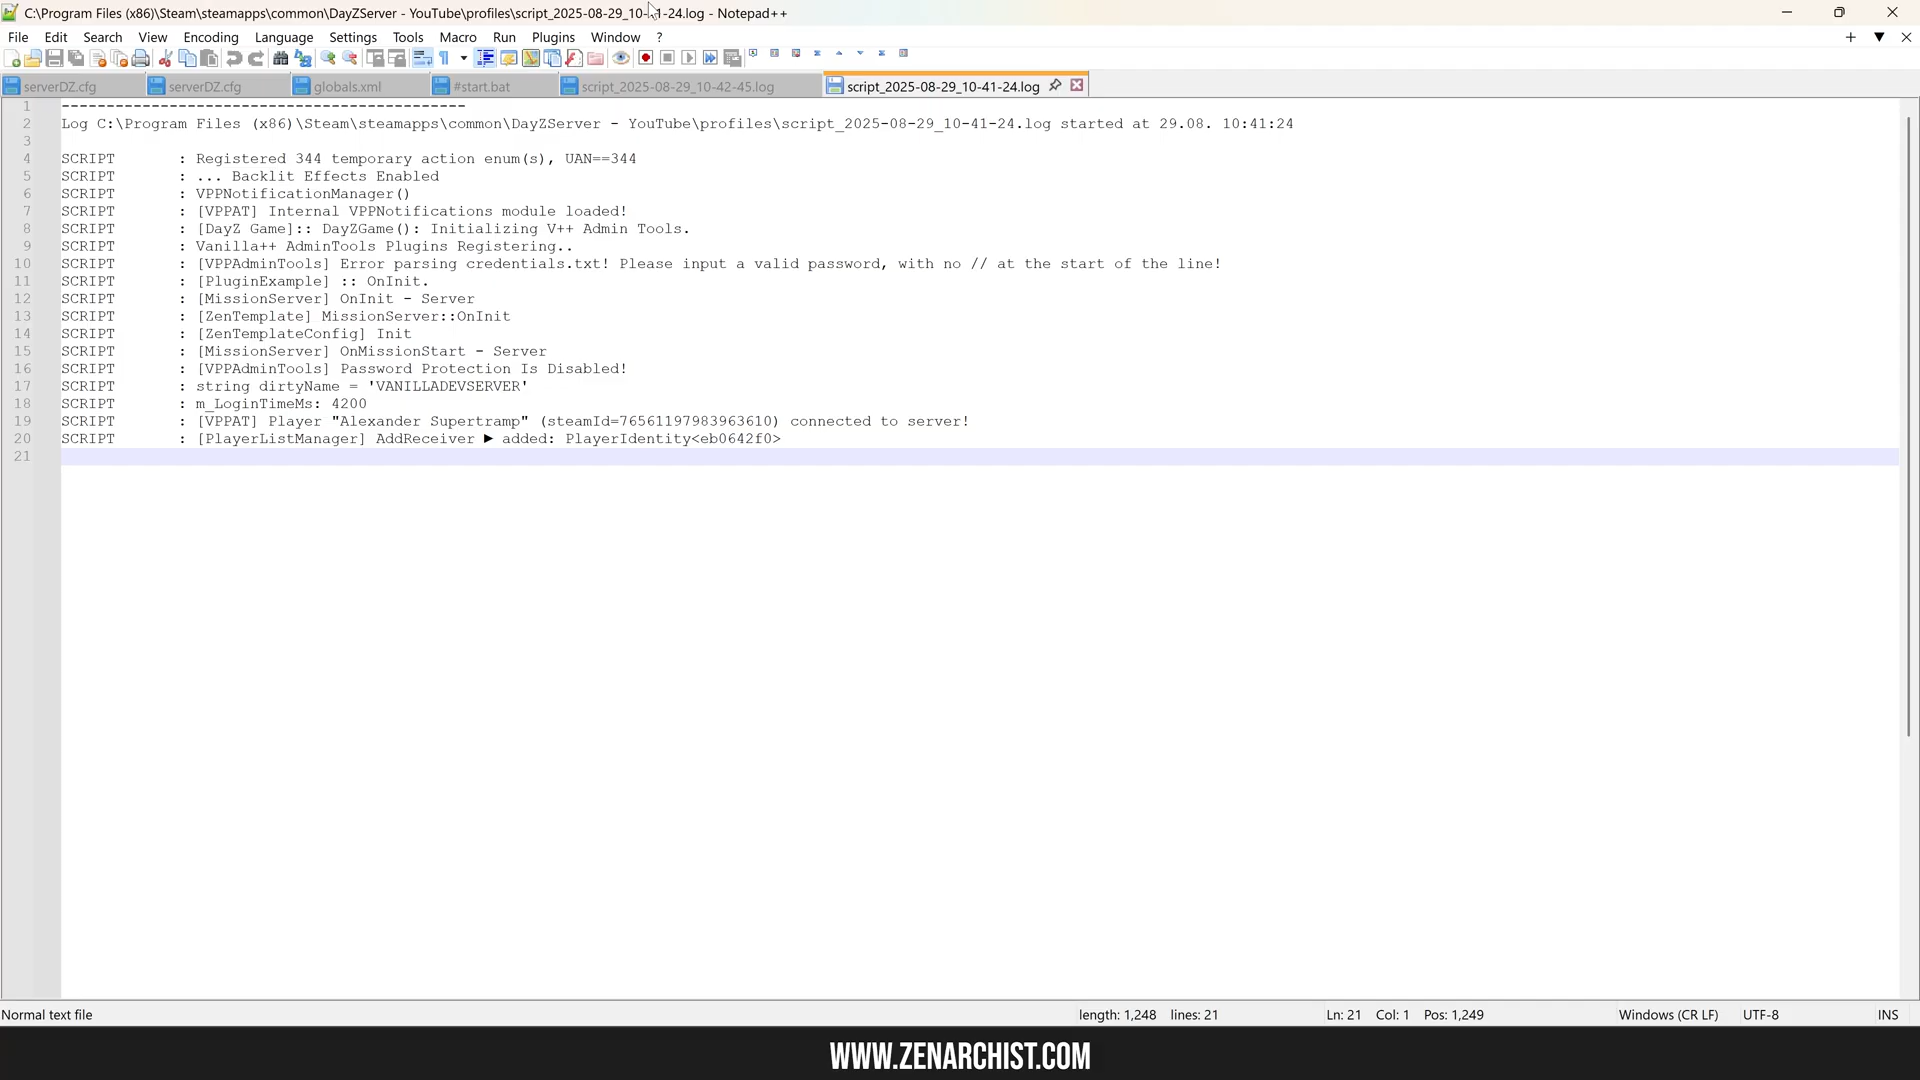 C:\Program Files (x86)\Steam\steamapps\common\DayZServer - YouTube\profiles\script_2025-08-29_10-41-24.log - Notepad++
File Edit Search View Encoding Language Settings Tools Macro Run Plugins Window ?
serverDZ.cfg serverDZ.cfg globals.xml #start.bat script_2025-08-29_10-42-45.log script_2025-08-29_10-41-24.log
1 ---------------------------------------------
2 Log C:\Program Files (x86)\Steam\steamapps\common\DayZServer - YouTube\profiles\script_2025-08-29_10-41-24.log started at 29.08. 10:41:24
3
4 SCRIPT : Registered 344 temporary action enum(s), UAN==344
5 SCRIPT : ... Backlit Effects Enabled
6 SCRIPT : VPPNotificationManager()
7 SCRIPT : [VPPAT] Internal VPPNotifications module loaded!
8 SCRIPT : [DayZ Game]:: DayZGame(): Initializing V++ Admin Tools.
9 SCRIPT : Vanilla++ AdminTools Plugins Registering..
10 SCRIPT : [VPPAdminTools] Error parsing credentials.txt! Please input a valid password, with no // at the start of the line!
11 SCRIPT : [PluginExample] :: OnInit.
12 SCRIPT : [MissionServer] OnInit - Server
13 SCRIPT : [ZenTemplate] MissionServer::OnInit
14 SCRIPT : [ZenTemplateConfig] Init
15 SCRIPT : [MissionServer] OnMissionStart - Server
16 SCRIPT : [VPPAdminTools] Password Protection Is Disabled!
17 SCRIPT : string dirtyName = 'VANILLADEVSERVER'
18 SCRIPT : m_LoginTimeMs: 4200
19 SCRIPT : [VPPAT] Player "Alexander Supertramp" (steamId=76561197983963610) connected to server!
20 SCRIPT : [PlayerListManager] AddReceiver ► added: PlayerIdentity<eb0642f0>
21
Normal text file length: 1,248 lines: 21 Ln: 21 Col: 1 Pos: 1,249 Windows (CR LF) UTF-8 INS
WWW.ZENARCHIST.COM